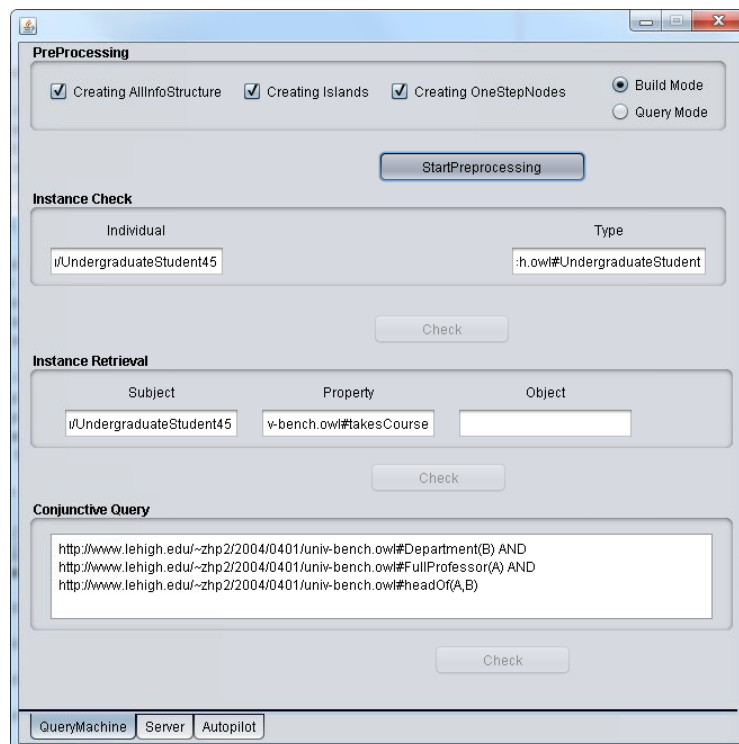 PreProcessing
Creating AllInfoStructure Creating Islands Creating OneStepNodes Build Mode
Query Mode
StartPreprocessing
Instance Check
Individual Type
/UndergraduateStudent45 h.owl#UndergraduateStudent
Check
Instance Retrieval
Subject Property Object
/UndergraduateStudent45 v-bench.owl#takesCourse
Check
Conjunctive Query
http://www.lehigh.edu/~zhp2/2004/0401/univ-bench.owl#Department(B) AND
http://www.lehigh.edu/~zhp2/2004/0401/univ-bench.owl#FullProfessor(A) AND
http://www.lehigh.edu/~zhp2/2004/0401/univ-bench.owl#headOf(A,B)
Check
QueryMachine Server Autopilot